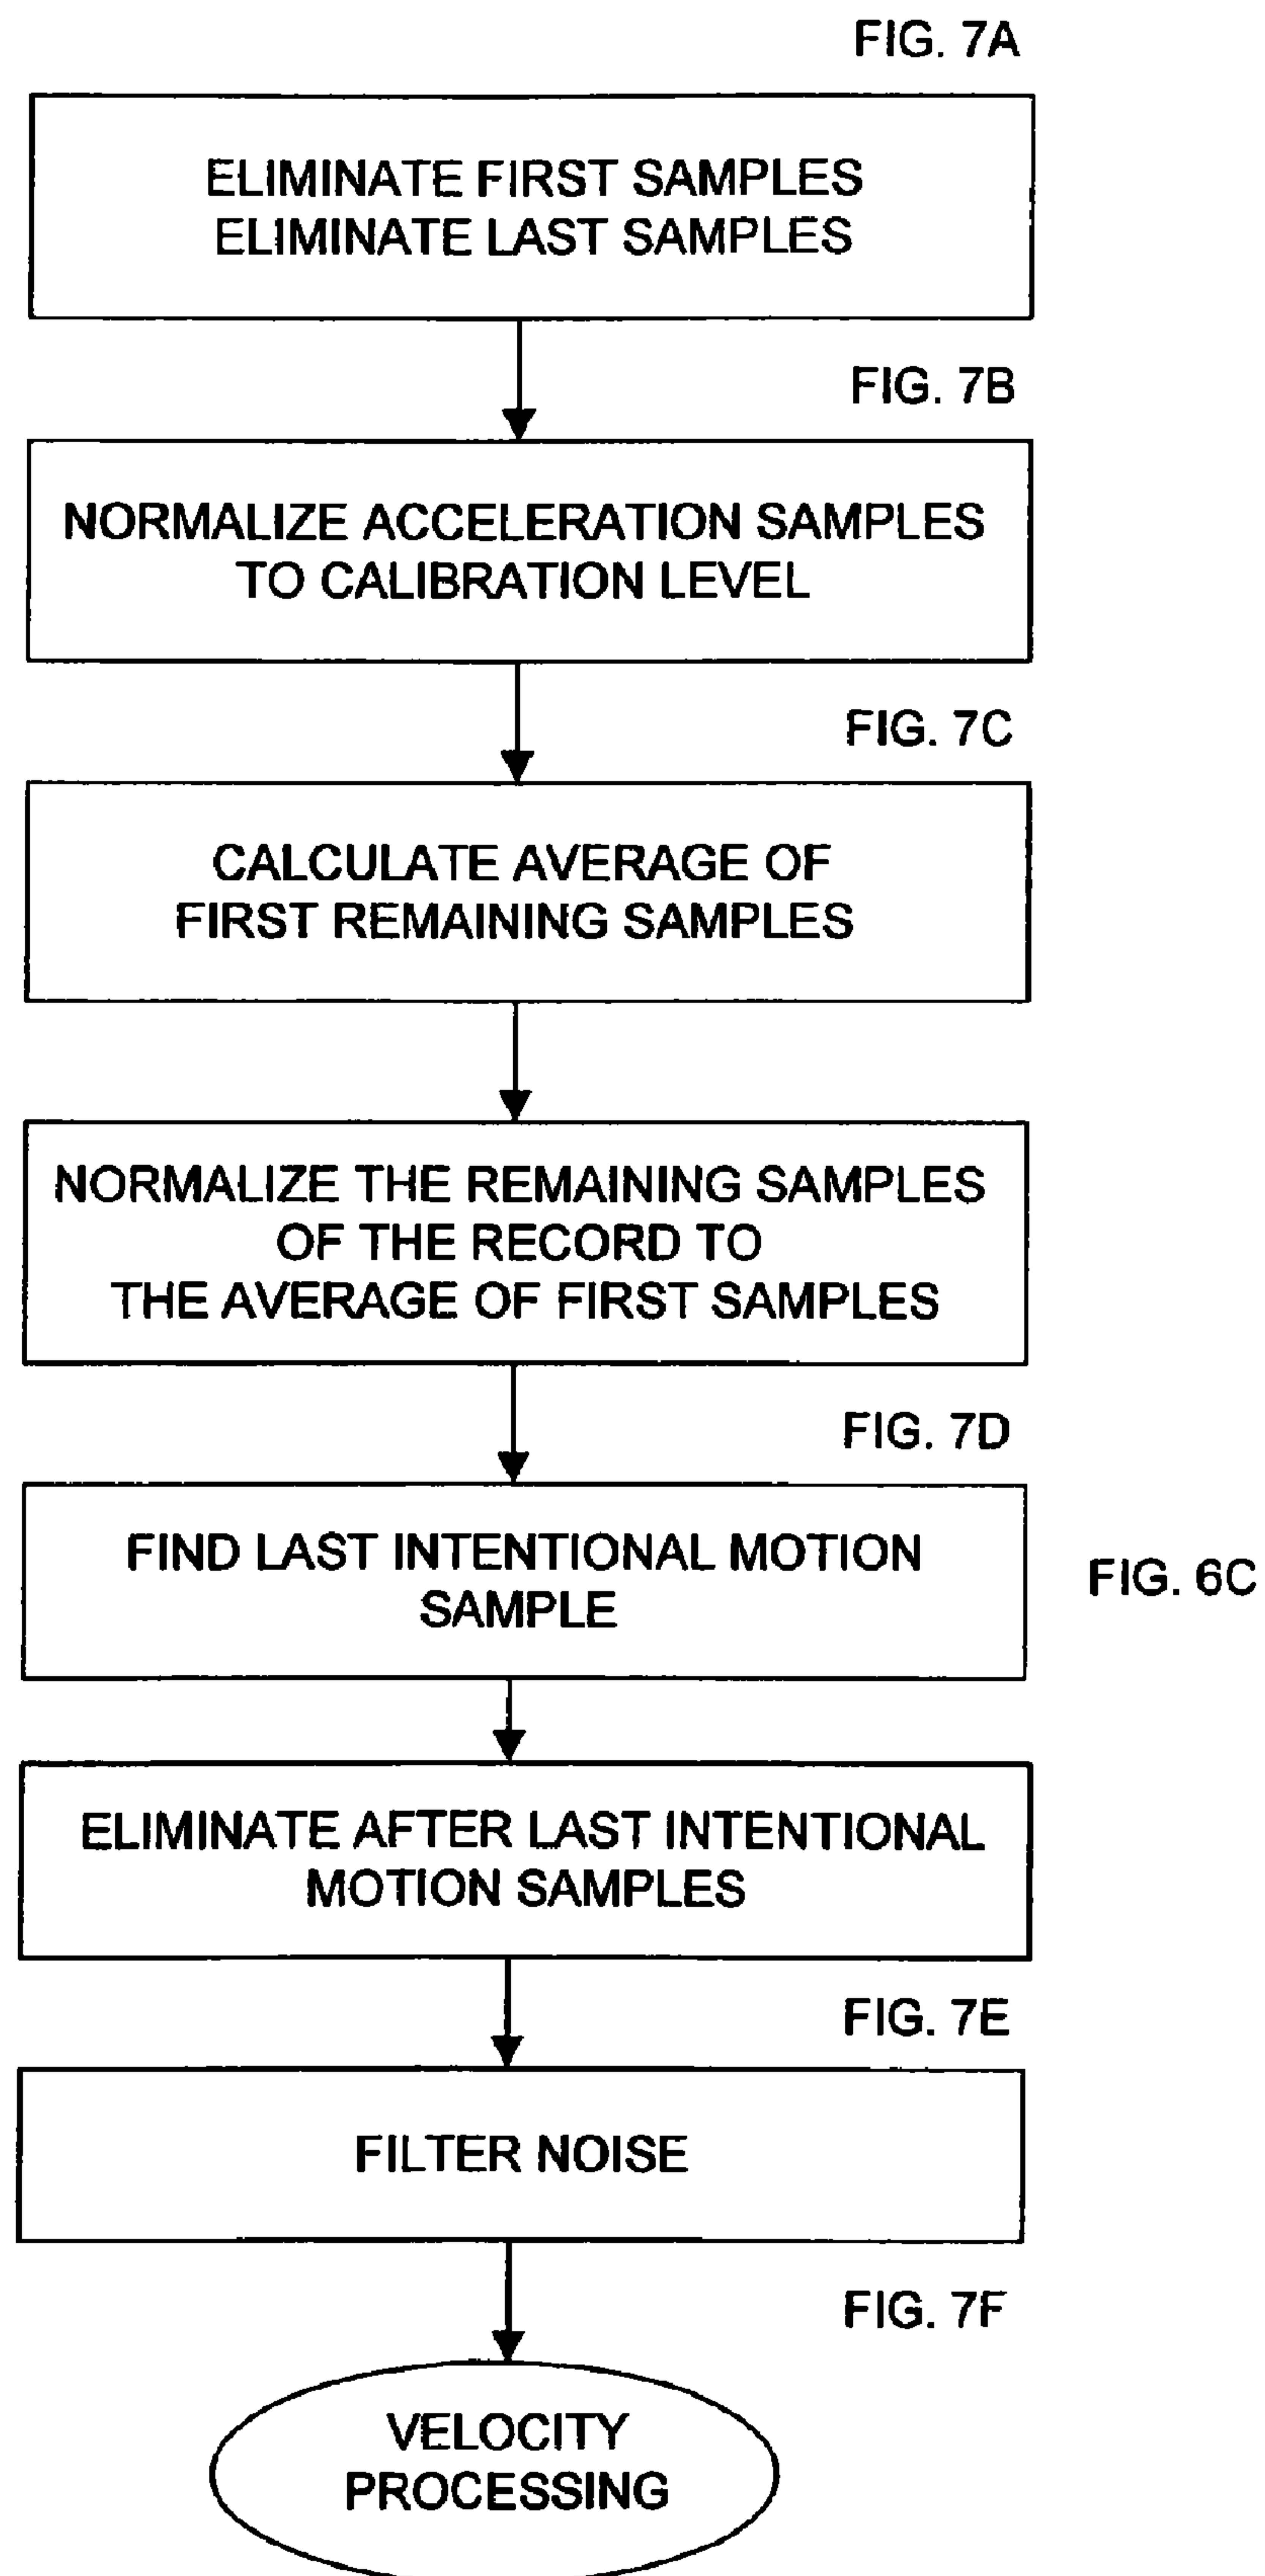 FIG. 7A
ELIMINATE FIRST SAMPLES
ELIMINATE LAST SAMPLES
FIG. 7B
NORMALIZE ACCELERATION SAMPLES
TO CALIBRATION LEVEL
FIG. 7C
CALCULATE AVERAGE OF
FIRST REMAINING SAMPLES
NORMALIZE THE REMAINING SAMPLES
OF THE RECORD TO
THE AVERAGE OF FIRST SAMPLES
FIG. 7D
FIND LAST INTENTIONAL MOTION
SAMPLE
FIG. 6C
ELIMINATE AFTER LAST INTENTIONAL
MOTION SAMPLES
FIG. 7E
FILTER NOISE
FIG. 7F
VELOCITY
PROCESSING